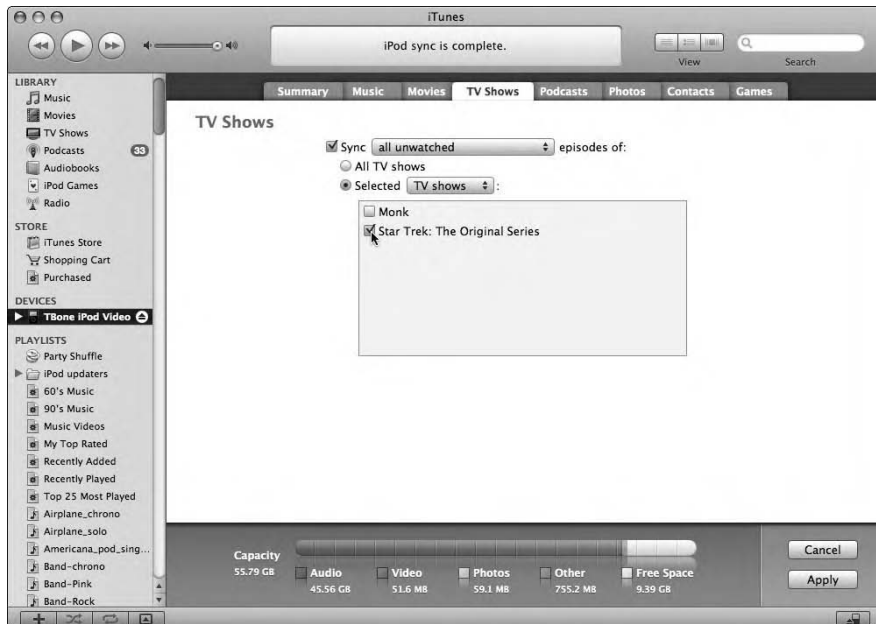 iTunes
iPod sync is complete.
View
Search
LIBRARY
Music
Movies
TV Shows
Podcasts 33
Audiobooks
iPod Games
Radio
STORE
iTunes Store
Shopping Cart
Purchased
DEVICES
TBone iPod Video
PLAYLISTS
Party Shuffle
iPod updaters
60's Music
90's Music
Music Videos
My Top Rated
Recently Added
Recently Played
Top 25 Most Played
Airplane_chrono
Airplane_solo
Americana_pod_sing...
Band-chrono
Band-Pink
Band-Rock
Summary Music Movies TV Shows Podcasts Photos Contacts Games
TV Shows
Sync all unwatched episodes of:
All TV shows
Selected TV shows :
Monk
Star Trek: The Original Series
Capacity
55.79 GB
Audio
45.56 GB
Video
51.6 MB
Photos
59.1 MB
Other
755.2 MB
Free Space
9.39 GB
Cancel
Apply